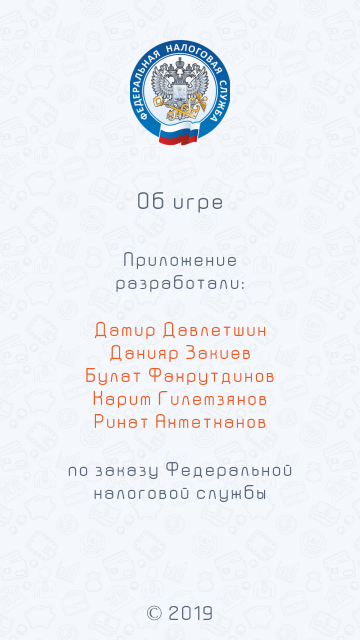 ФЕДЕРАЛЬНАЯ НАЛОГОВАЯ СЛУЖБА
Об игре
Приложение
разработали:
Дамир Давлетшин
Данияр Закиев
Булат Фахрутдинов
Карим Гилемзянов
Ринат Ахметханов
по заказу Федеральной
налоговой службы
© 2019